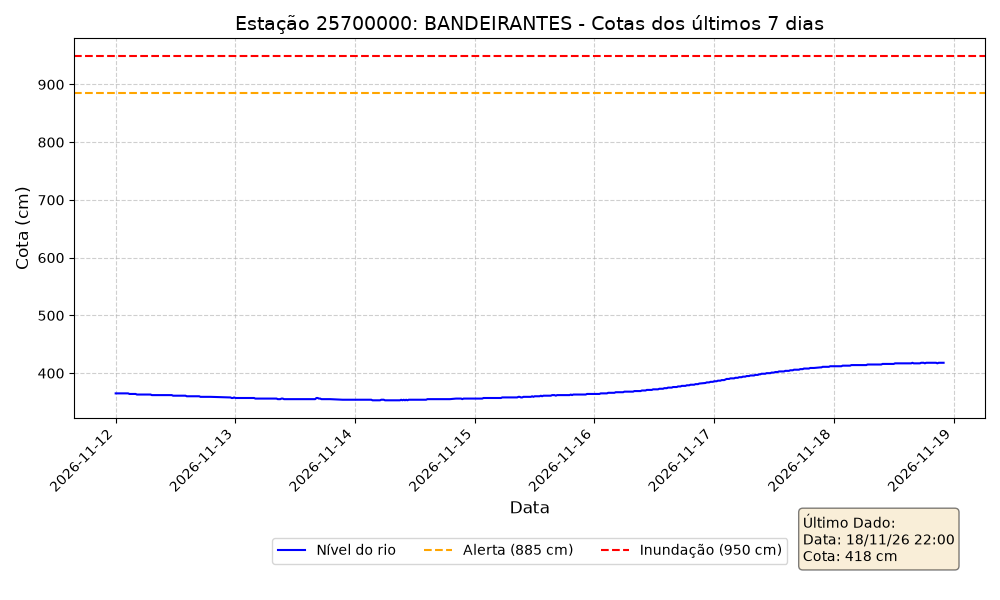 Estação 25700000: BANDEIRANTES - Cotas dos últimos 7 dias
Cota (cm)
900
800
700
600
500
400
2026-11-12
2026-11-13
2026-11-14
2026-11-15
2026-11-16
2026-11-17
2026-11-18
2026-11-19
Data
Nível do rio
Alerta (885 cm)
Inundação (950 cm)
Último Dado:
Data: 18/11/26 22:00
Cota: 418 cm